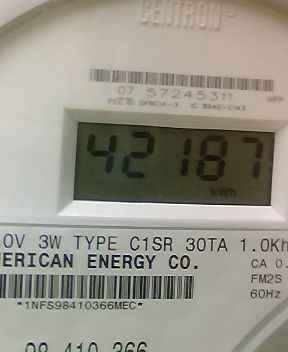 CENTRON®
07 57245311
42187
kWh
3W TYPE C1SR 30TA 1.0Kh
ERICAN ENERGY CO.
CA 0.
FM2S
60Hz
*1NFS98410366MEC*
98 410 366